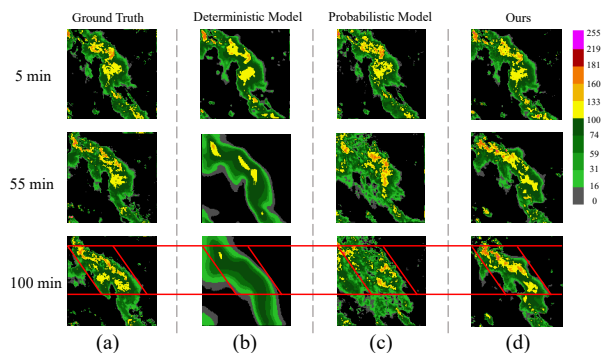 Ground Truth
Deterministic Model
Probabilistic Model
Ours
5 min
55 min
100 min
255
219
181
160
133
100
74
59
31
16
0
(a)
(b)
(c)
(d)